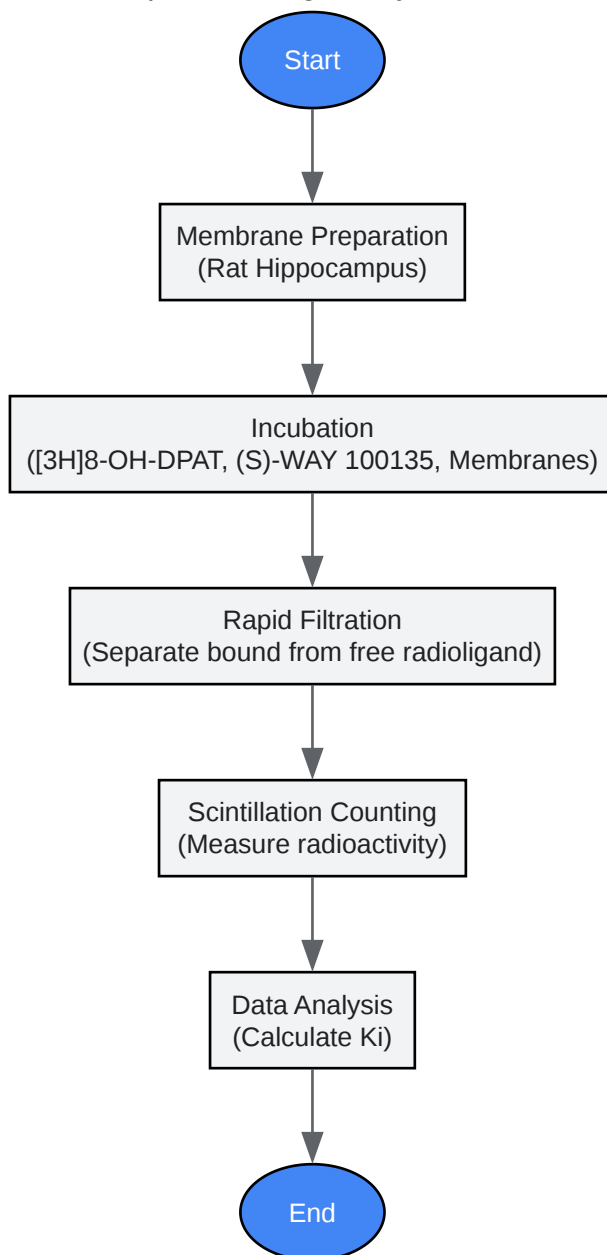 Start
Membrane Preparation
(Rat Hippocampus)
Incubation
([3H]8-OH-DPAT, (S)-WAY 100135, Membranes)
Rapid Filtration
(Separate bound from free radioligand)
Scintillation Counting
(Measure radioactivity)
Data Analysis
(Calculate Ki)
End